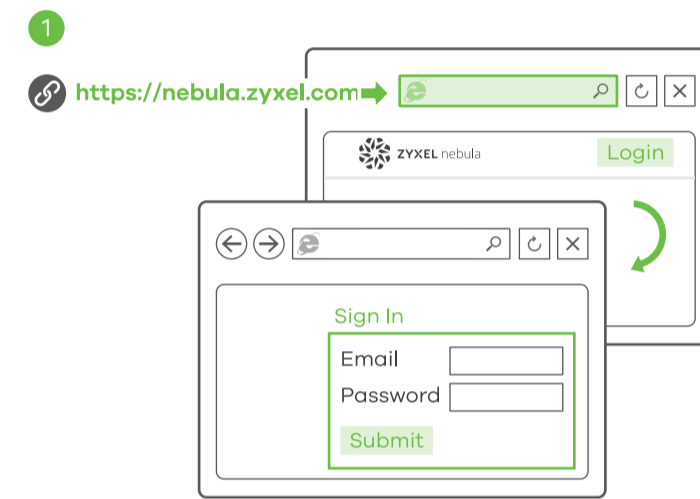 1
https://nebula.zyxel.com
ZYXEL nebula
Login
Sign In
Email
Password
Submit